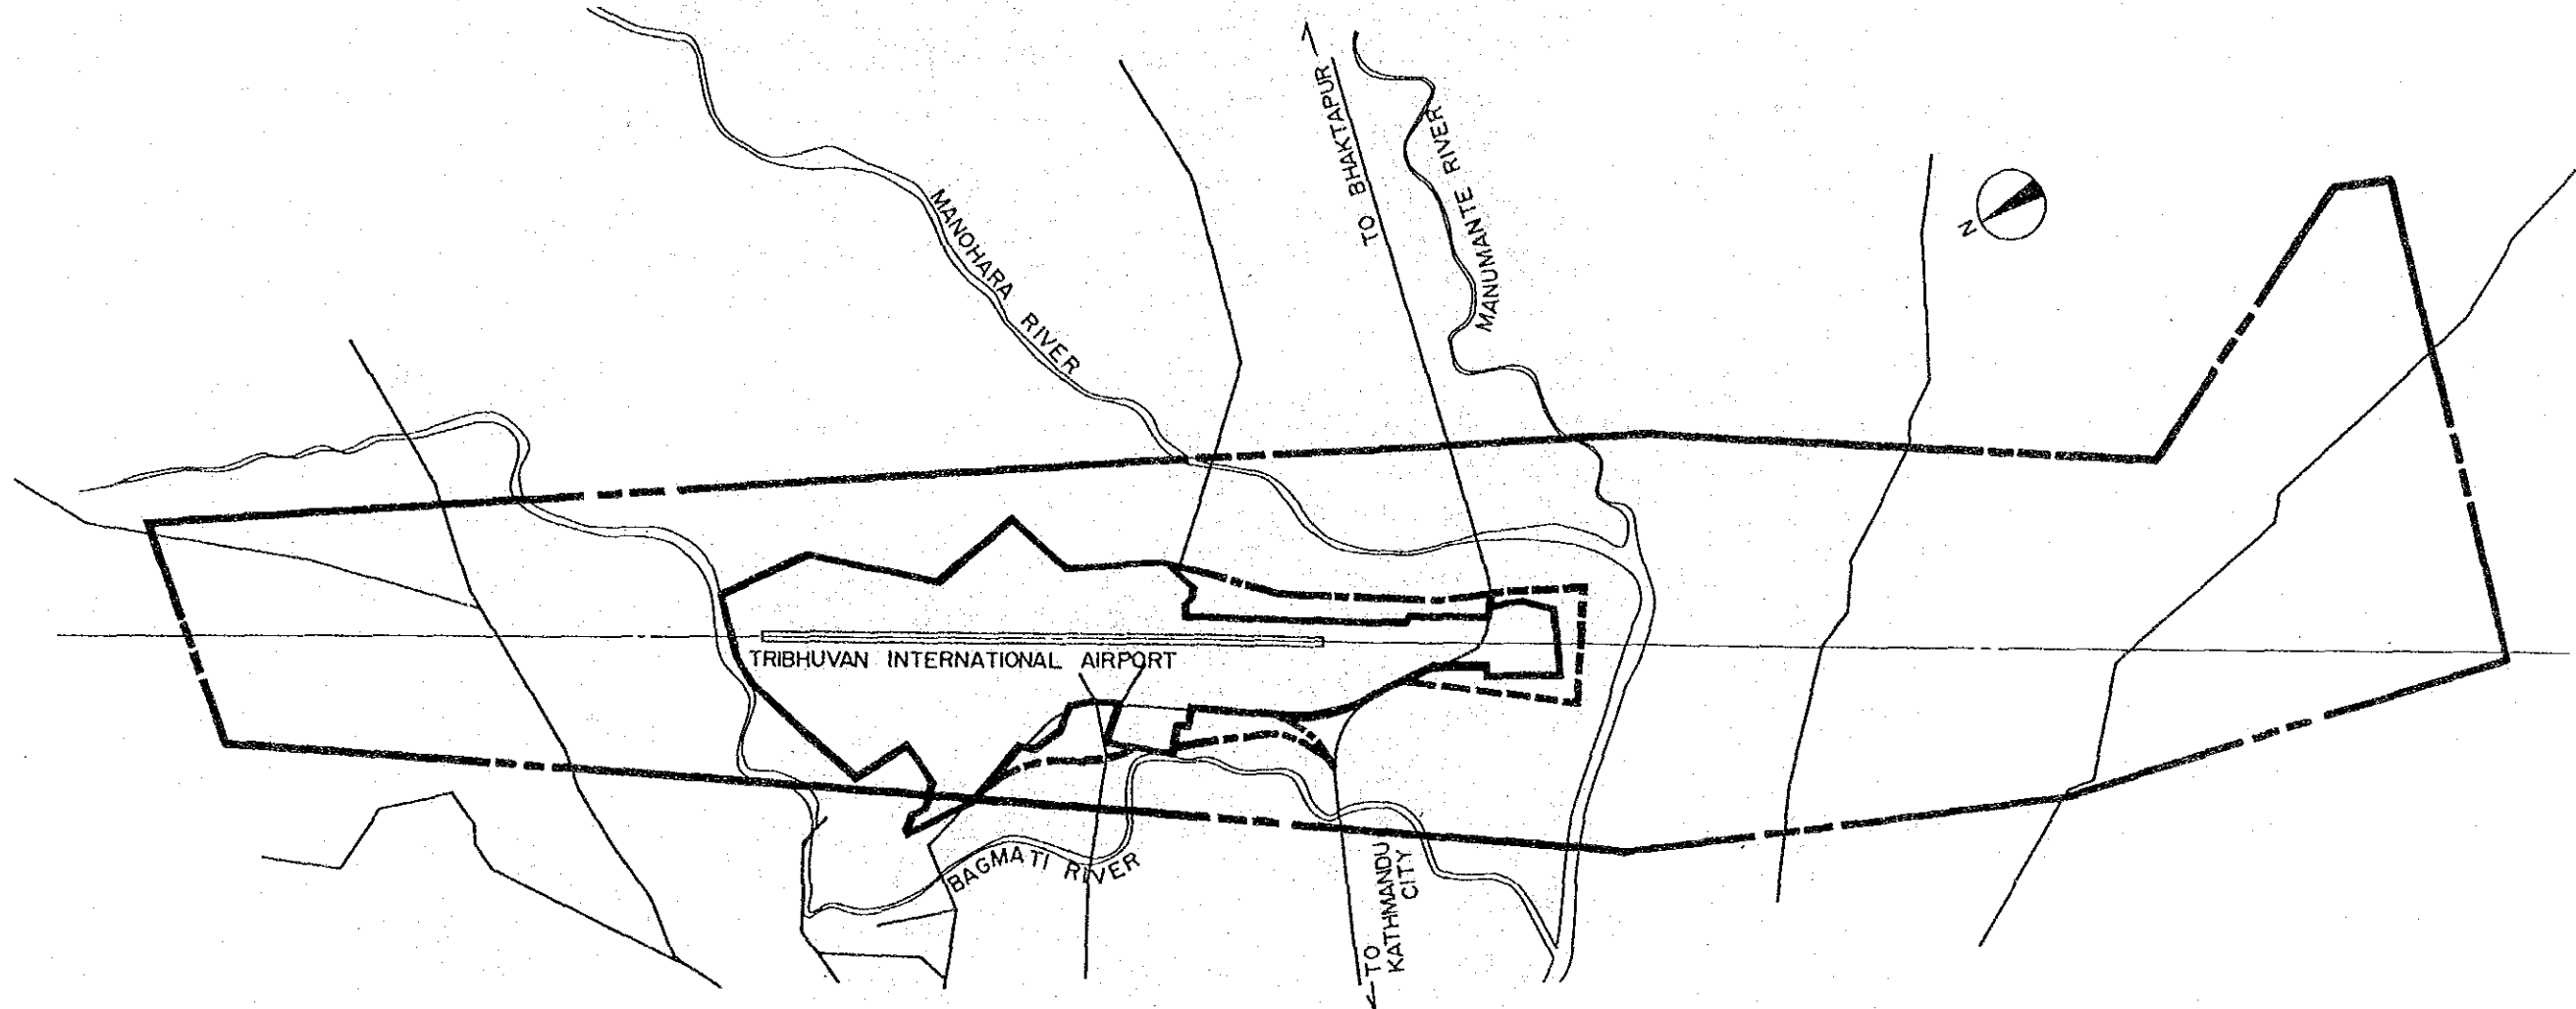 TO BHAKTAPUR
MANUMANTE RIVER
MANOHARA RIVER
N
TRIBHUVAN INTERNATIONAL AIRPORT
BAGMATI RIVER
TO
KATHMANDU
CITY